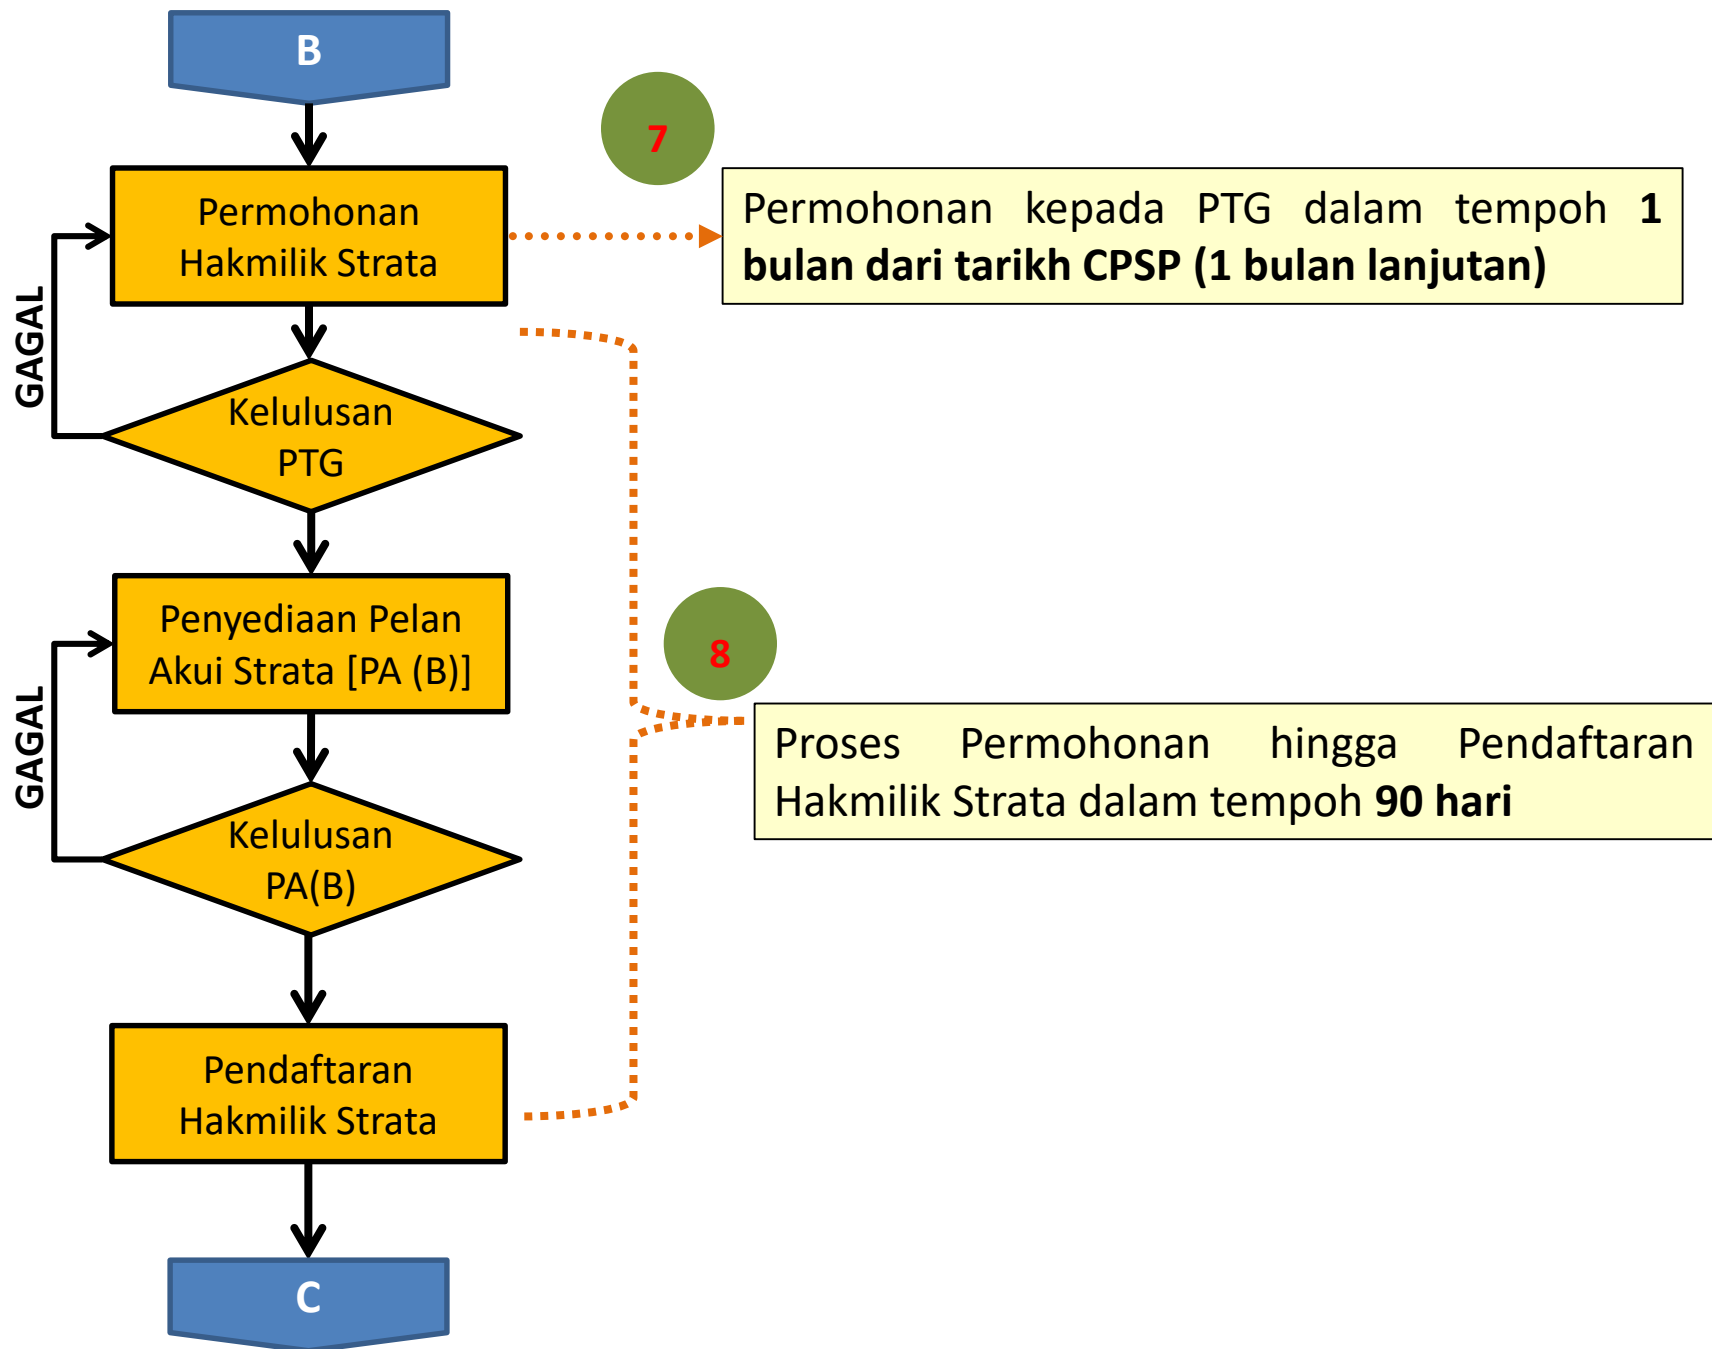 B
7
Permohonan
Hakmilik Strata
Permohonan kepada PTG dalam tempoh 1
bulan dari tarikh CPSP (1 bulan lanjutan)
GAGAL
Kelulusan
PTG
Penyediaan Pelan
Akui Strata [PA (B)]
8
GAGAL
Proses Permohonan hingga Pendaftaran
Hakmilik Strata dalam tempoh 90 hari
Kelulusan
PA(B)
Pendaftaran
Hakmilik Strata
C